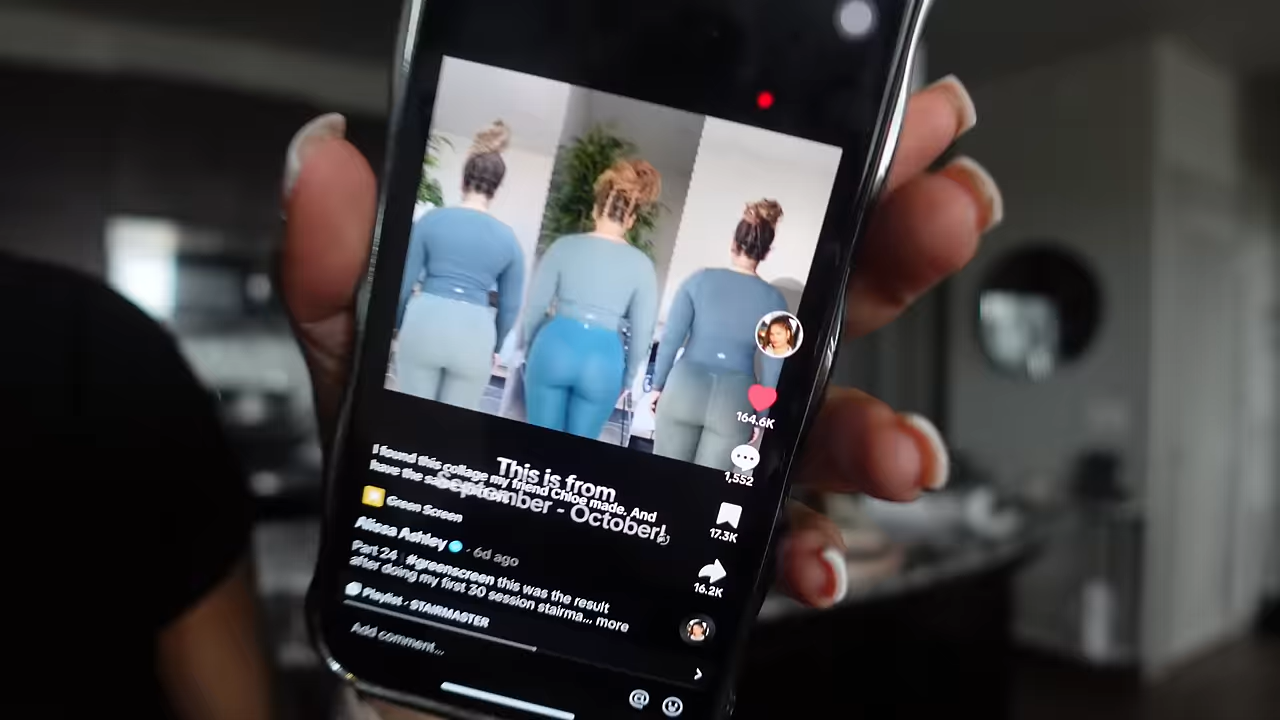 164.6K
1,552
17.3K
16.2K
This is from
September - October!
I found this collage my friend Chloe made. And
have the
Green Screen
Alissa Ashley · 6d ago
Part 24 #greenscreen this was the result
after doing my first 30 session stairma... more
Playlist · STAIRMASTER
Add comment...
@